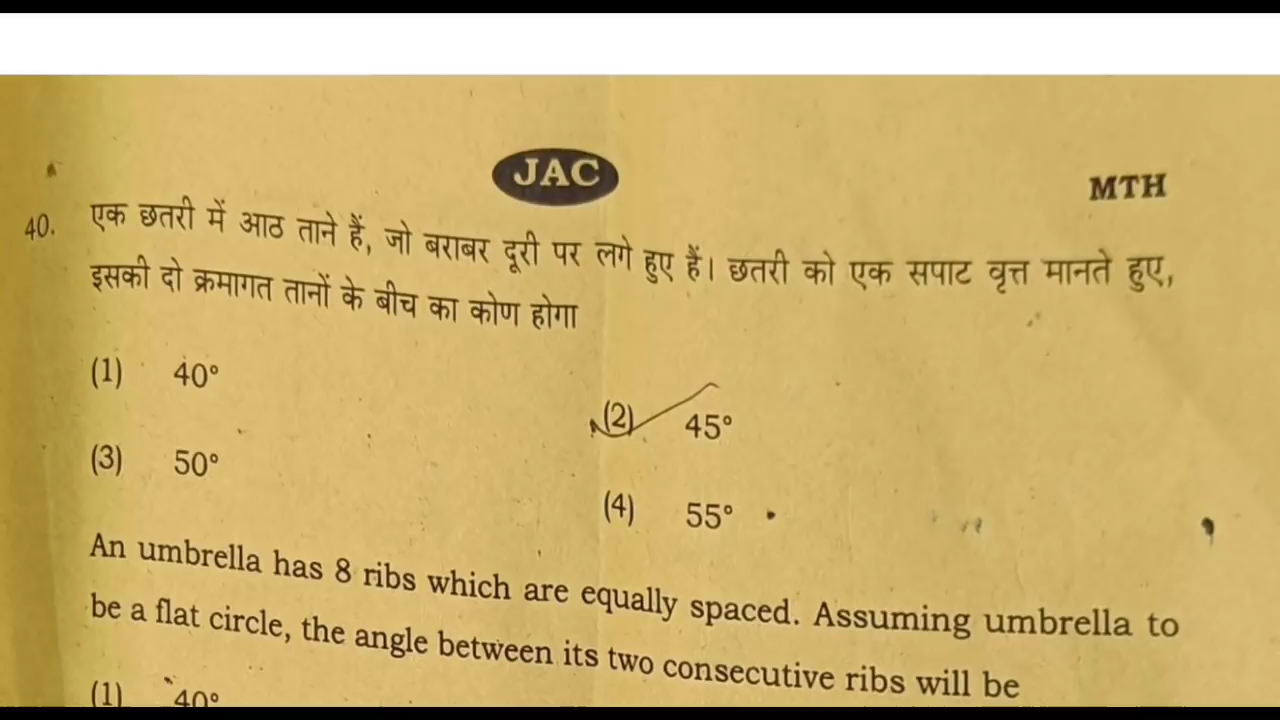 JAC
MTH
40. एक छतरी में आठ ताने हैं, जो बराबर दूरी पर लगे हुए हैं। छतरी को एक सपाट वृत्त मानते हुए,
इसकी दो क्रमागत तानों के बीच का कोण होगा
(1) 40°
(2) 45°
(3) 50°
(4) 55°
An umbrella has 8 ribs which are equally spaced. Assuming umbrella to
be a flat circle, the angle between its two consecutive ribs will be
(1) 40°